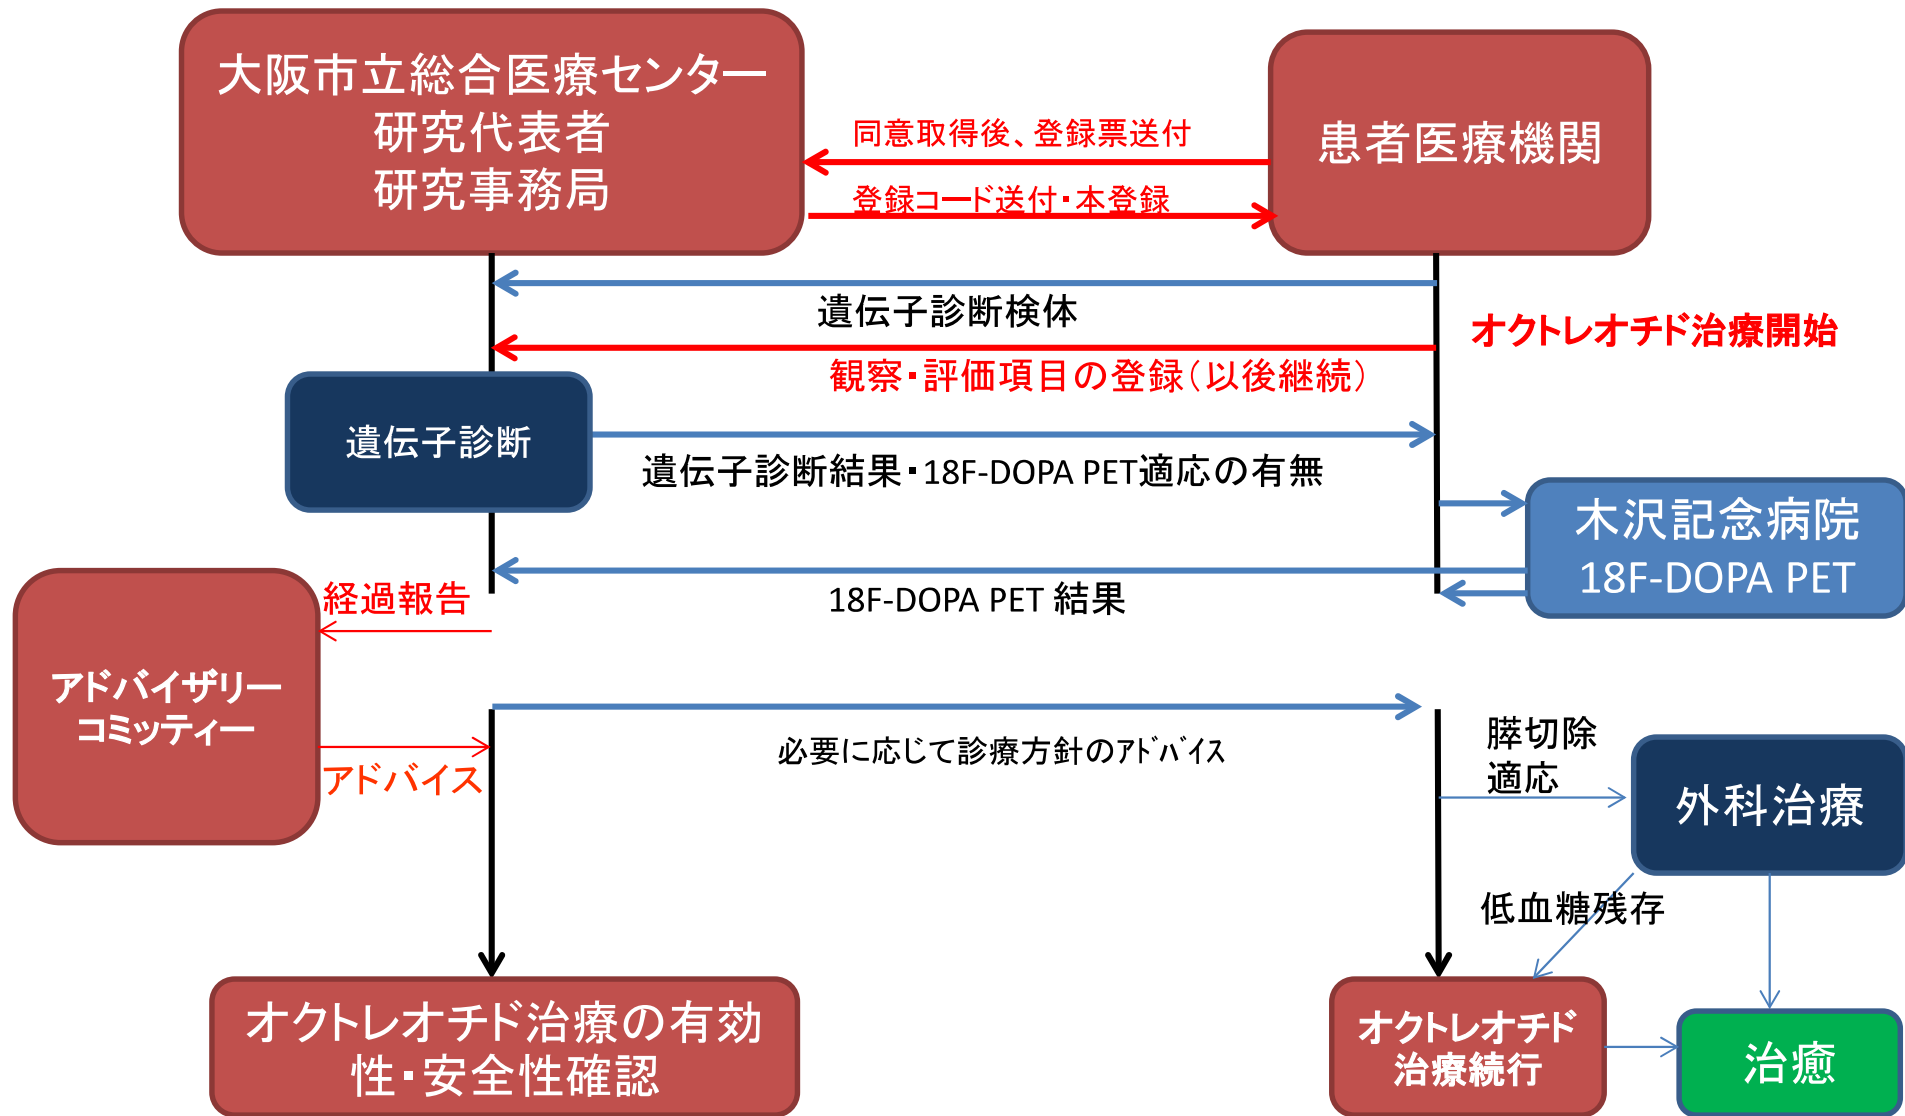 大阪市立総合医療センター
研究代表者
研究事務局
同意取得後、登録票送付
患者医療機関
登録コード送付・本登録
遺伝子診断検体
オクトレオチド治療開始
観察・評価項目の登録（以後継続）
遺伝子診断
遺伝子診断結果・18F-DOPA PET適応の有無
木沢記念病院
18F-DOPA PET
経過報告
18F-DOPA PET 結果
アドバイザリー
コミッティー
アドバイス
必要に応じて診療方針のｱﾄﾞﾊﾞｲｽ
膵切除
適応
外科治療
低血糖残存
オクトレオチド治療の有効
性・安全性確認
オクトレオチド
治療続行
治癒